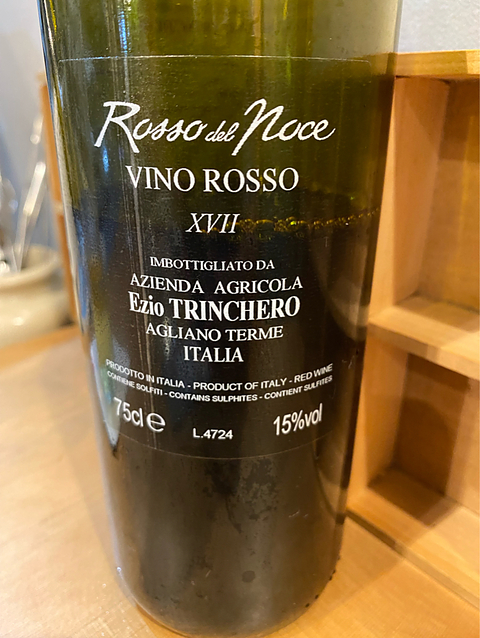 Rosso del Noce
VINO ROSSO
XVII
IMBOTTIGLIATO DA
AZIENDA AGRICOLA
Ezio TRINCHERO
AGLIANO TERME
ITALIA
PRODOTTO IN ITALIA - PRODUCT OF ITALY - RED WINE
CONTIENE SOLFITI - CONTAINS SULPHITES - CONTIENT SULFITES
75cl e L.4724 15%vol